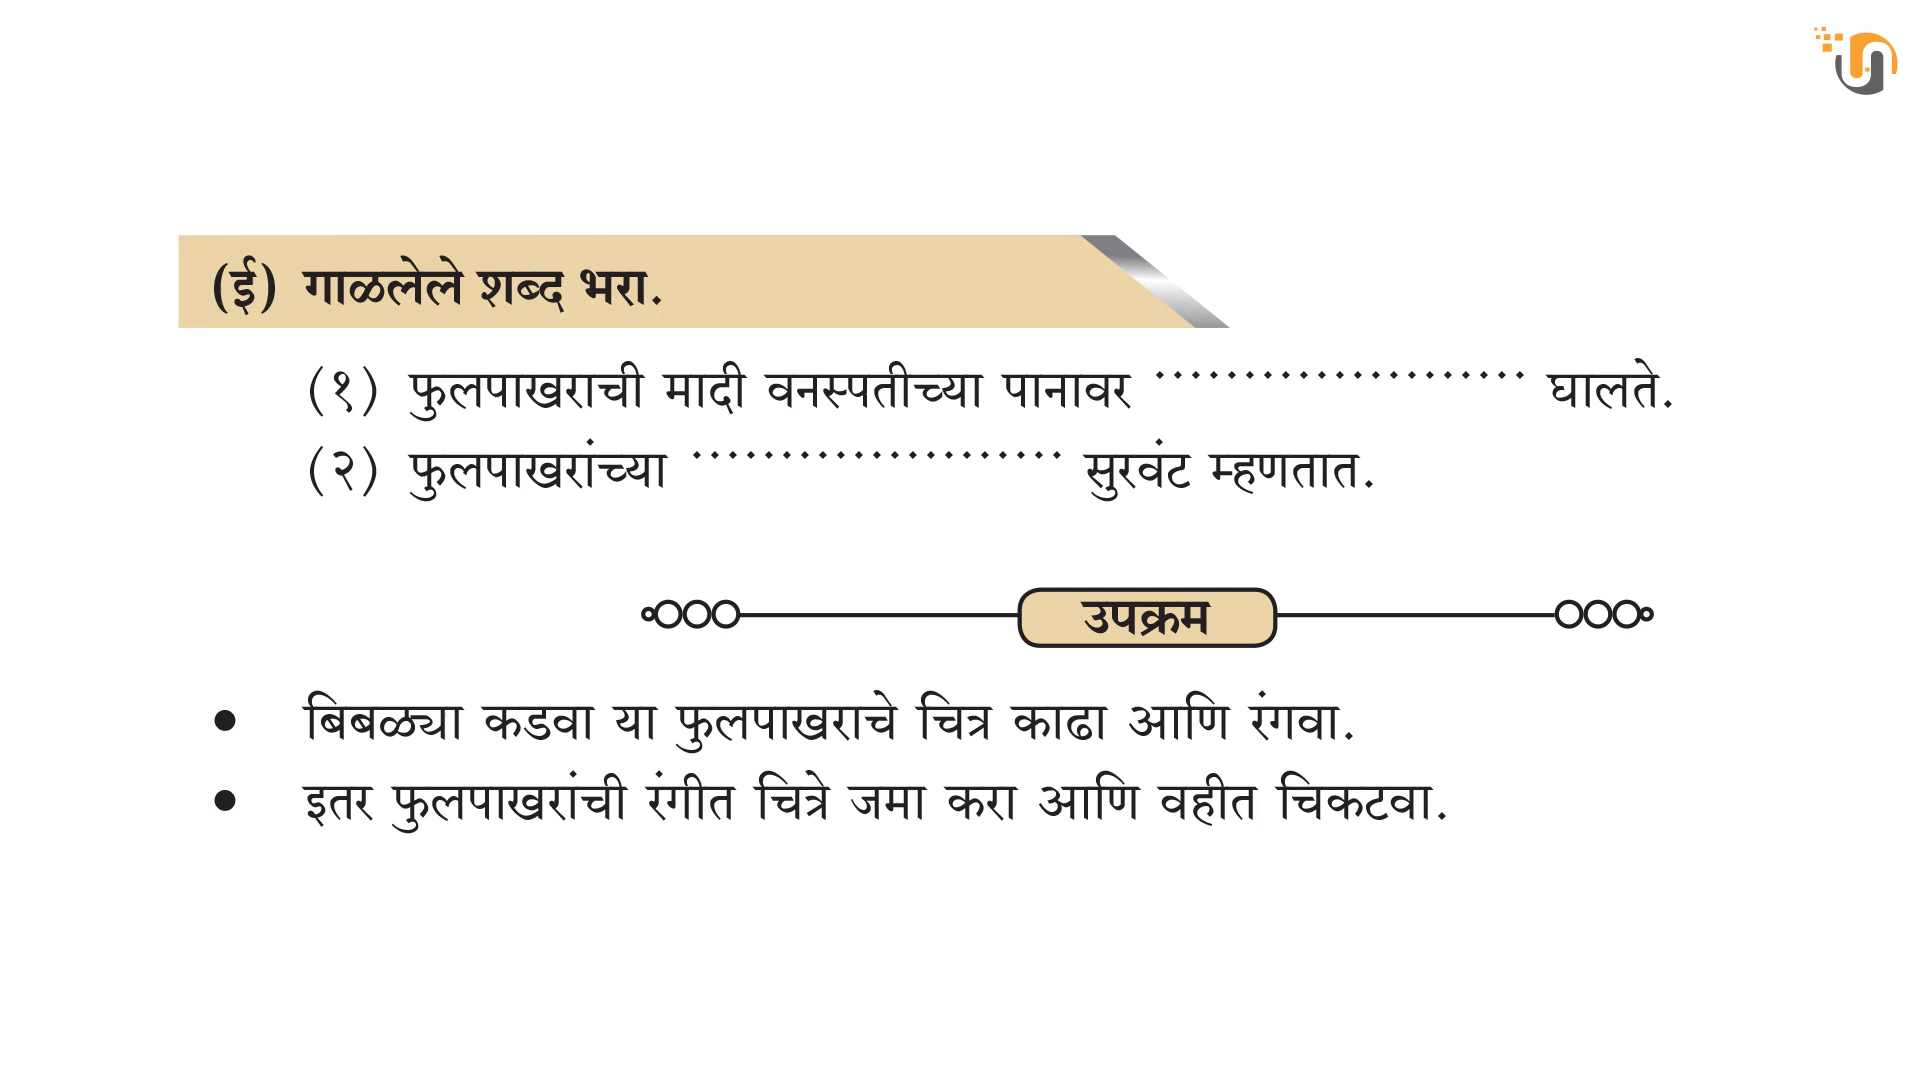 (ई) गाळलेले शब्द भरा.
(१) फुलपाखराची मादी वनस्पतीच्या पानावर ..................... घालते.
(२) फुलपाखरांच्या ..................... सुरवंट म्हणतात.
उपक्रम
• बिबळ्या कडवा या फुलपाखराचे चित्र काढा आणि रंगवा.
• इतर फुलपाखरांची रंगीत चित्रे जमा करा आणि वहीत चिकटवा.